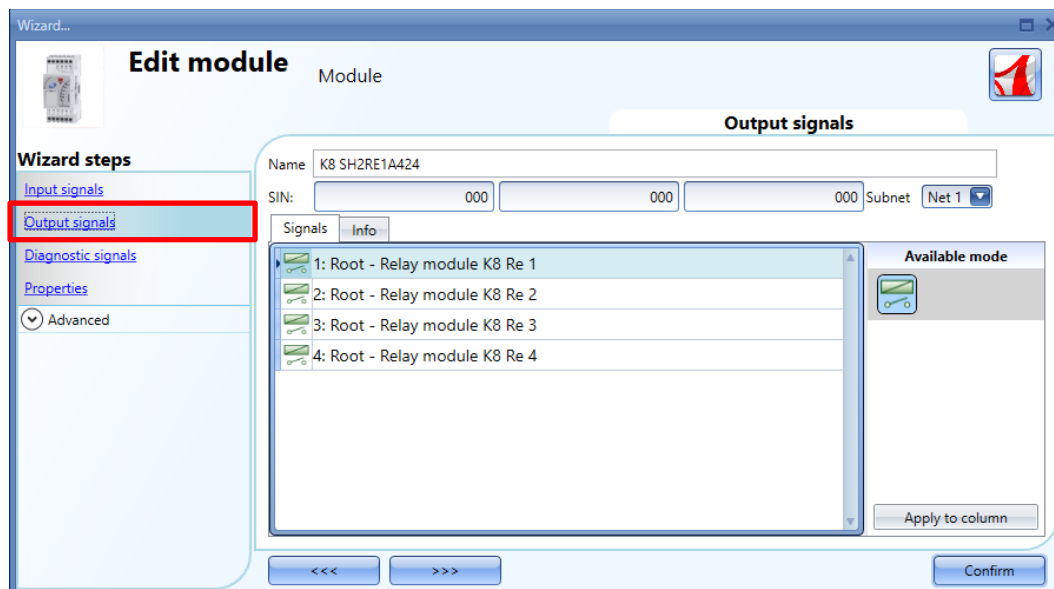 Wizard...
Edit module
Module
Output signals
Wizard steps
Input signals
Output signals
Diagnostic signals
Properties
Advanced
Name K8 SH2RE1A424
SIN: 000 000 000 Subnet Net 1
Signals Info
1: Root - Relay module K8 Re 1
2: Root - Relay module K8 Re 2
3: Root - Relay module K8 Re 3
4: Root - Relay module K8 Re 4
Available mode
Apply to column
<<< >>> Confirm